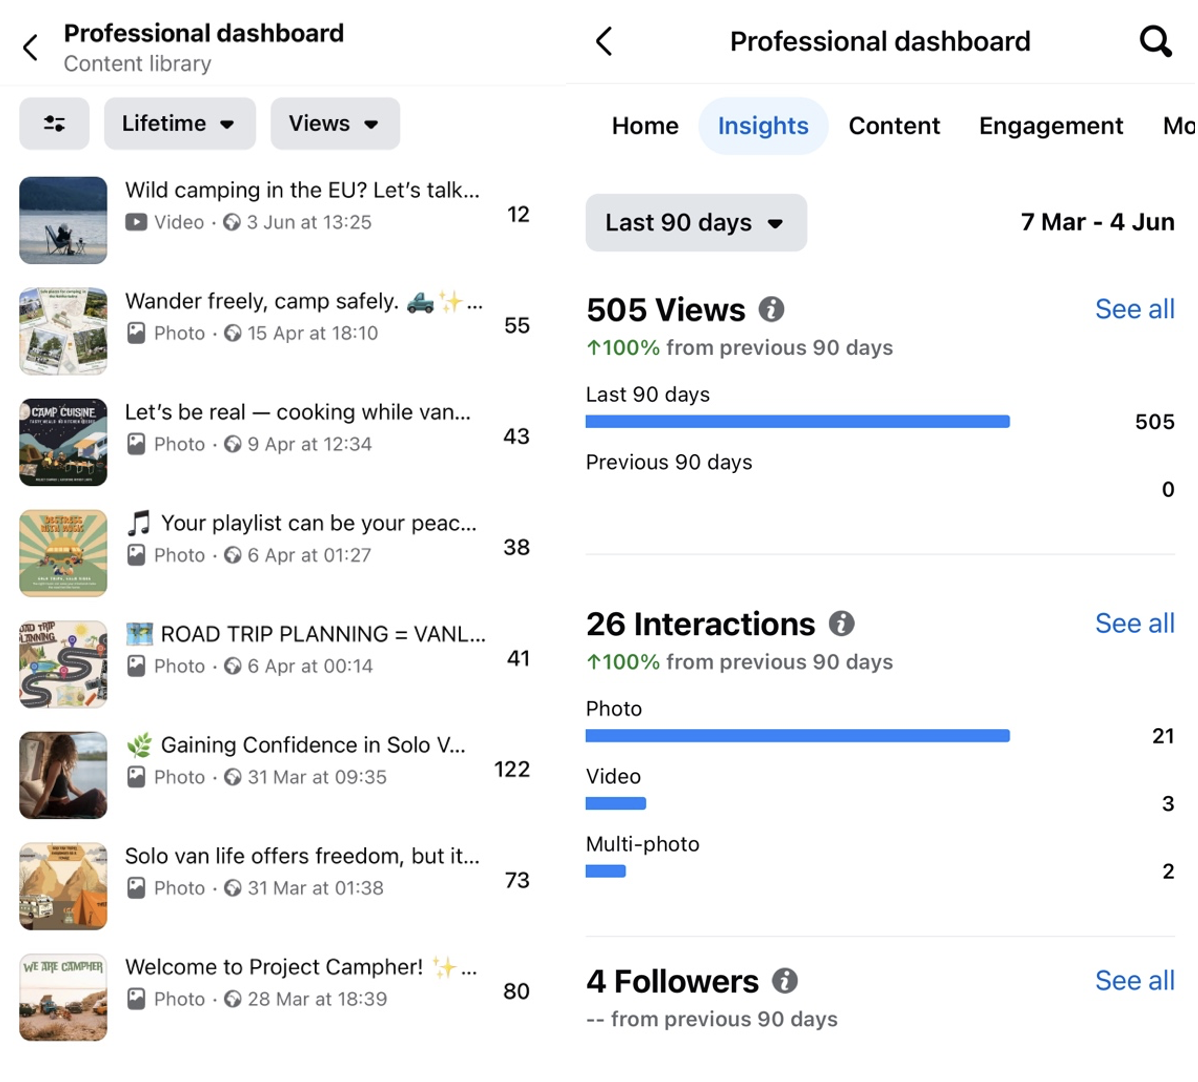 Professional dashboard
Content library
Lifetime
Views
Wild camping in the EU? Let's talk...
Video · 3 Jun at 13:25
12
Wander freely, camp safely. 🛻✨...
Photo · 15 Apr at 18:10
55
CAMP CUISINE
Let's be real — cooking while van...
Photo · 9 Apr at 12:34
43
DISTRESS
WITH MUSIC
🎵 Your playlist can be your peac...
Photo · 6 Apr at 01:27
38
ROAD TRIP
PLANNING
🗺️ ROAD TRIP PLANNING = VANL...
Photo · 6 Apr at 00:14
41
🌿 Gaining Confidence in Solo V...
Photo · 31 Mar at 09:35
122
Solo van life offers freedom, but it...
Photo · 31 Mar at 01:38
73
WE ARE CAMPHER
Welcome to Project Campher! ✨...
Photo · 28 Mar at 18:39
80
Professional dashboard
Home Insights Content Engagement Mo
Last 90 days
7 Mar - 4 Jun
505 Views
See all
↑100% from previous 90 days
Last 90 days
505
Previous 90 days
0
26 Interactions
See all
↑100% from previous 90 days
Photo
21
Video
3
Multi-photo
2
4 Followers
See all
-- from previous 90 days